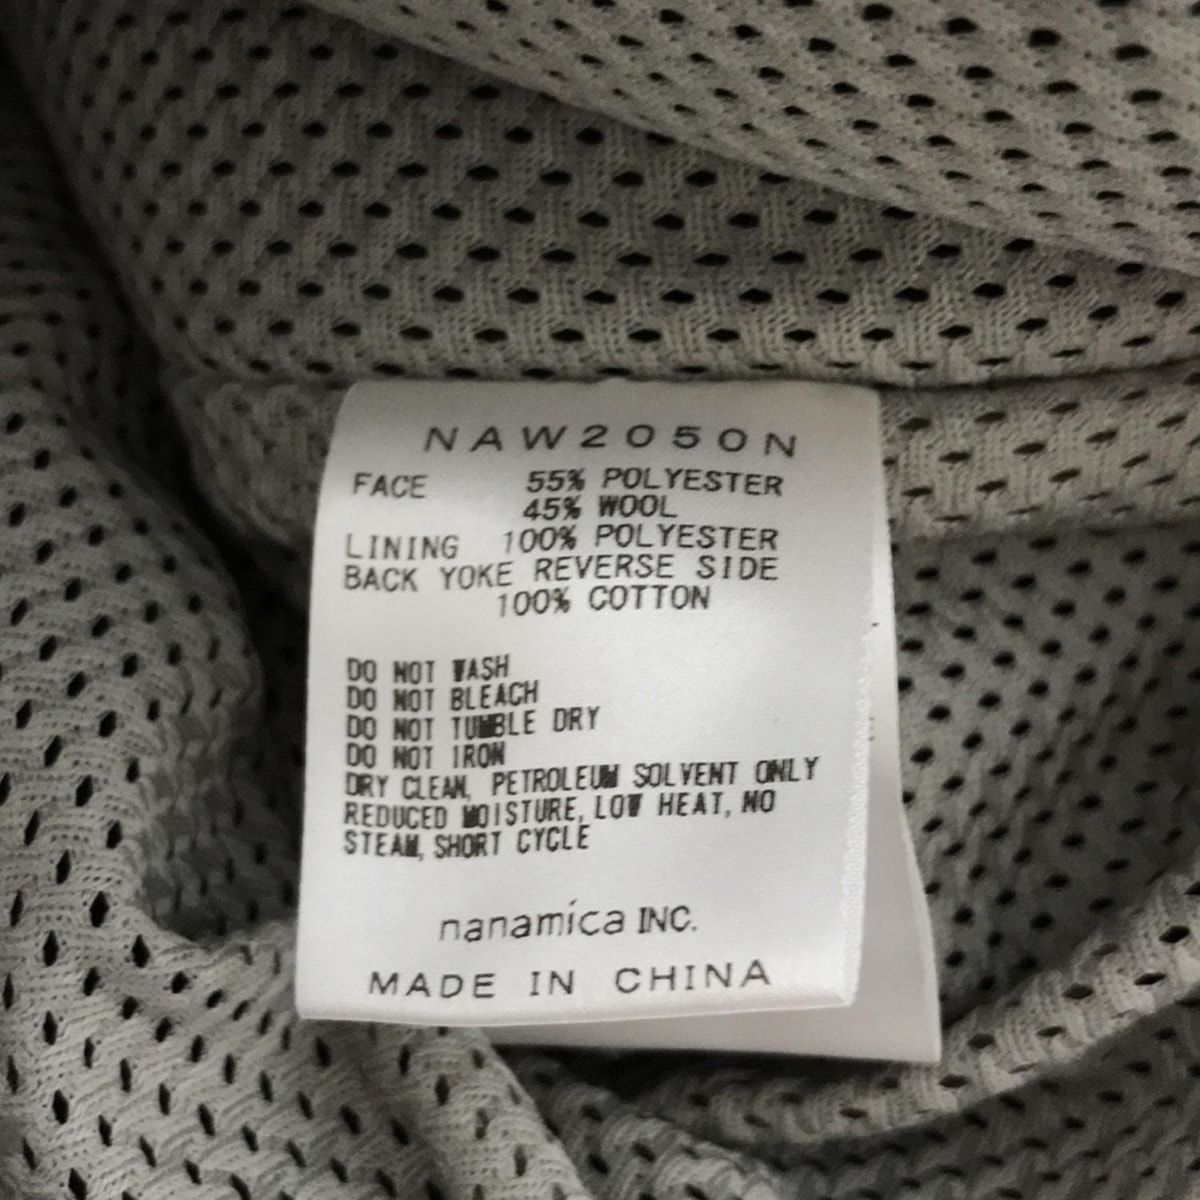 NAW2050N
FACE 55% POLYESTER
45% WOOL
LINING 100% POLYESTER
BACK YOKE REVERSE SIDE
100% COTTON
DO NOT WASH
DO NOT BLEACH
DO NOT TUMBLE DRY
DO NOT IRON
DRY CLEAN, PETROLEUM SOLVENT ONLY
REDUCED MOISTURE, LOW HEAT, NO
STEAM, SHORT CYCLE
nanamica INC.
MADE IN CHINA